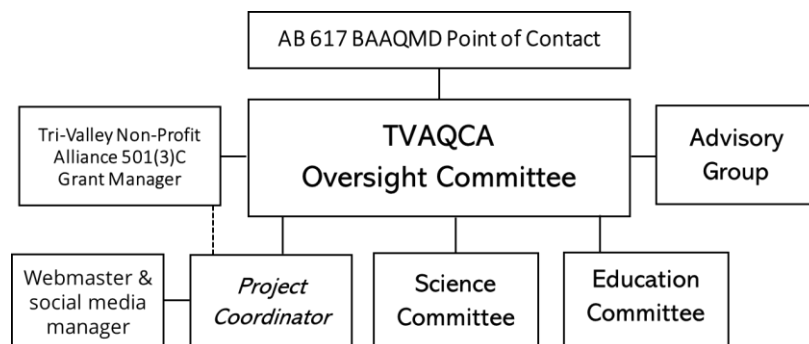 AB 617 BAAQMD Point of Contact
Tri-Valley Non-Profit
Alliance 501(3)C
Grant Manager
TVAQCA
Oversight Committee
Advisory
Group
Webmaster &
social media
manager
Project
Coordinator
Science
Committee
Education
Committee